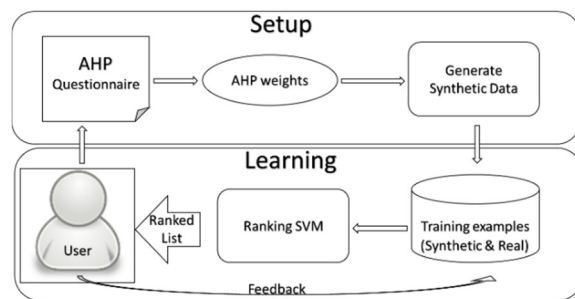 Setup
AHP
Questionnaire
AHP weights
Generate
Synthetic Data
Learning
User
Ranked
List
Ranking SVM
Training examples
(Synthetic & Real)
Feedback